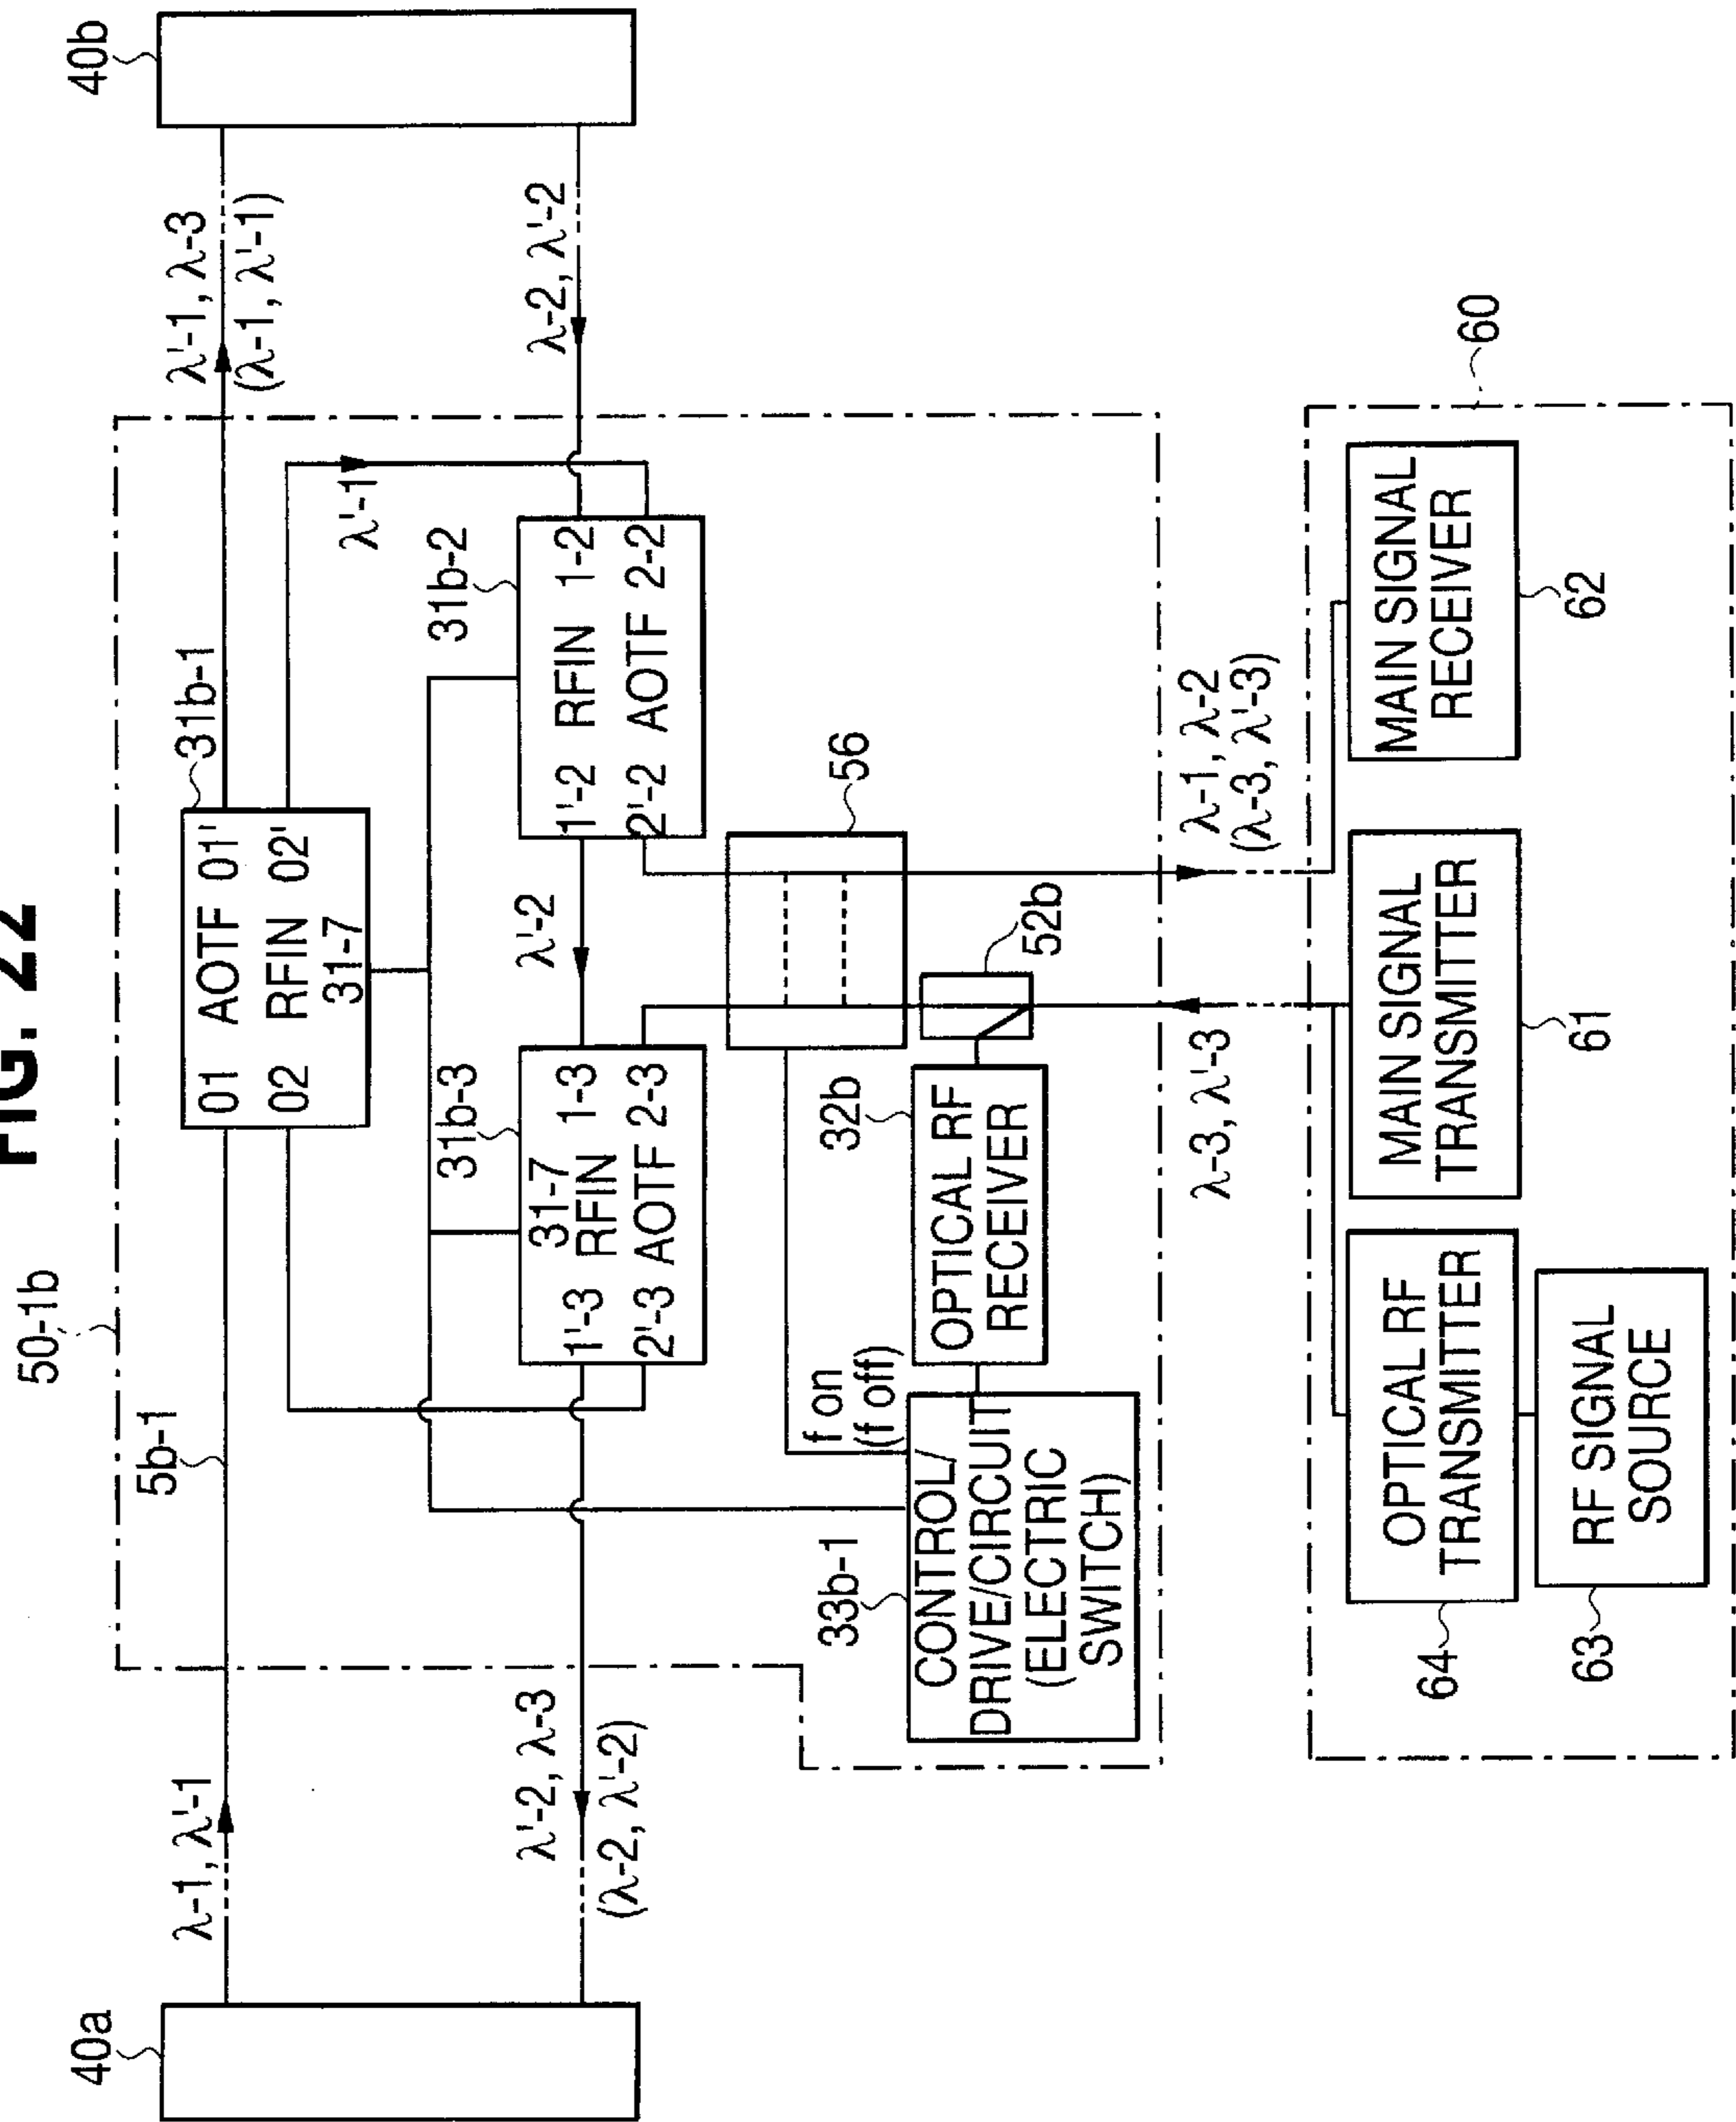 FIG. 22
50-1b
40a
40b
λ-1, λ'-1
5b-1
31b-1
λ'-1, λ-3
(λ-1, λ'-1)
01 AOTF 01'
02 RFIN 02'
31-7
λ'-1
λ'-2, λ-3
(λ-2, λ'-2)
31b-3
31-7
1'-3 RFIN 1-3
2'-3 AOTF 2-3
λ'-2
31b-2
1'-2 RFIN 1-2
2'-2 AOTF 2-2
λ-2, λ'-2
56
f on
(f off)
33b-1
CONTROL/
DRIVE/CIRCUIT
(ELECTRIC
SWITCH)
32b
OPTICAL RF
RECEIVER
52b
λ-3, λ'-3
λ-1, λ-2
(λ-3, λ'-3)
60
64
OPTICAL RF
TRANSMITTER
63
RF SIGNAL
SOURCE
MAIN SIGNAL
TRANSMITTER
61
MAIN SIGNAL
RECEIVER
62